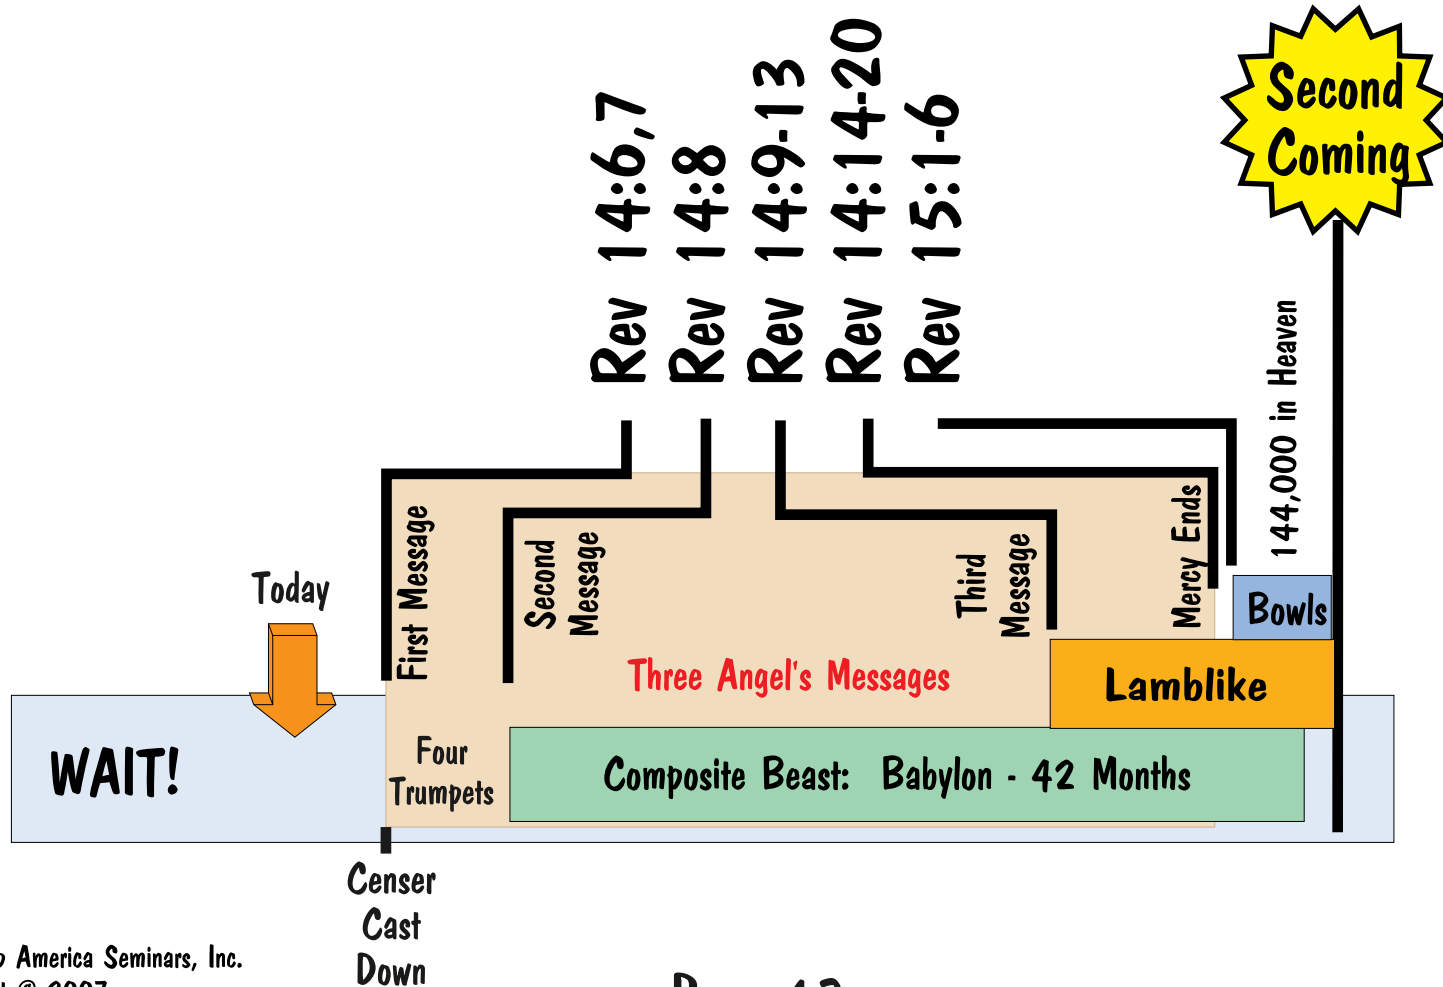 Rev 14:6,7
Rev 14:8
Rev 14:9-13
Rev 14:14-20
Rev 15:1-6
Second
Coming
144,000 in Heaven
First Message
Second
Message
Third
Message
Mercy Ends
Today
Bowls
Three Angel's Messages
Lamblike
WAIT!
Four
Trumpets
Composite Beast: Babylon - 42 Months
Censer
Cast
Down
America Seminars, Inc.